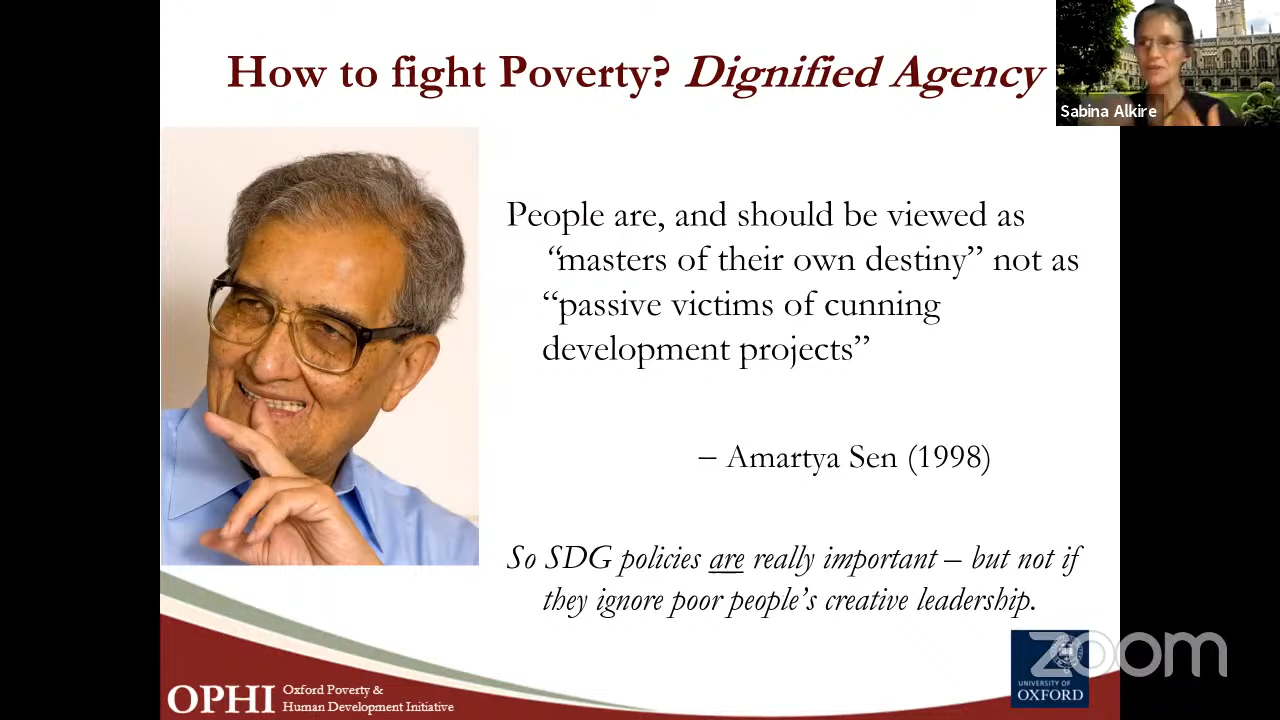 How to fight Poverty? Dignified Agency
Sabina Alkire
People are, and should be viewed as
“masters of their own destiny” not as
“passive victims of cunning
development projects”
– Amartya Sen (1998)
So SDG policies are really important – but not if
they ignore poor people’s creative leadership.
zoom
UNIVERSITY OF
OXFORD
OPHI
Oxford Poverty &
Human Development Initiative